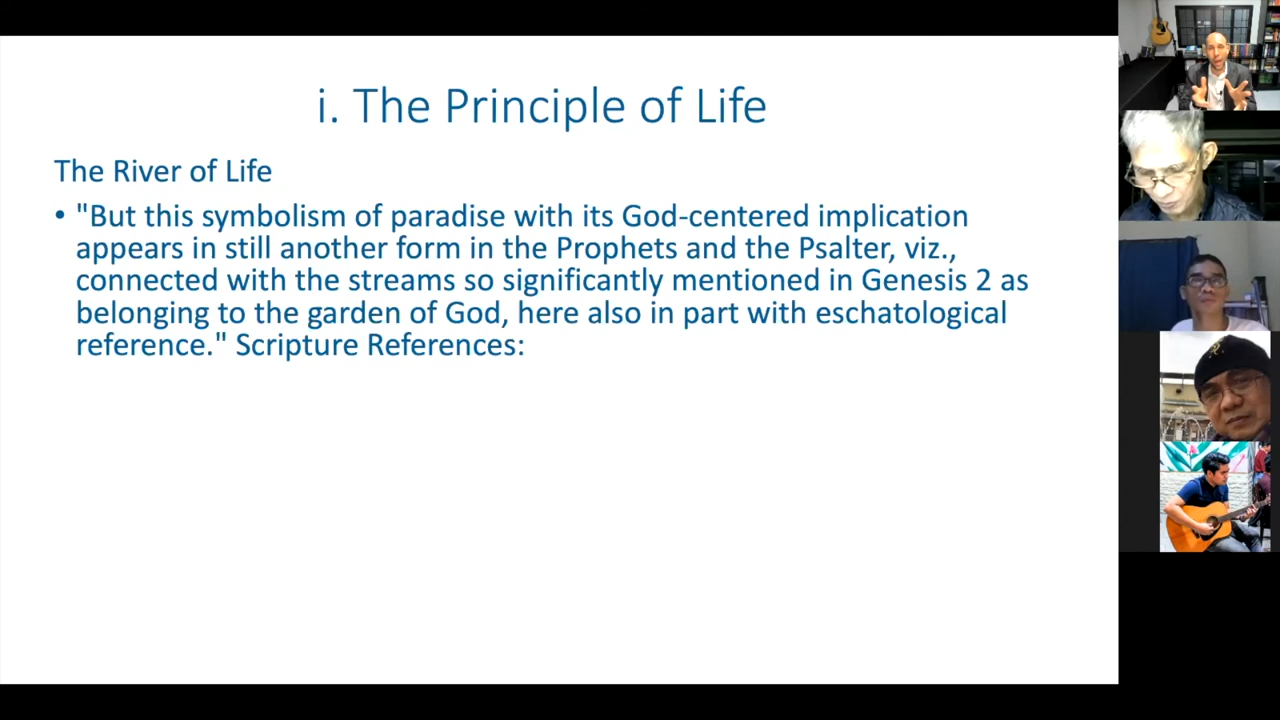 i. The Principle of Life
The River of Life
• "But this symbolism of paradise with its God-centered implication
appears in still another form in the Prophets and the Psalter, viz.,
connected with the streams so significantly mentioned in Genesis 2 as
belonging to the garden of God, here also in part with eschatological
reference." Scripture References: